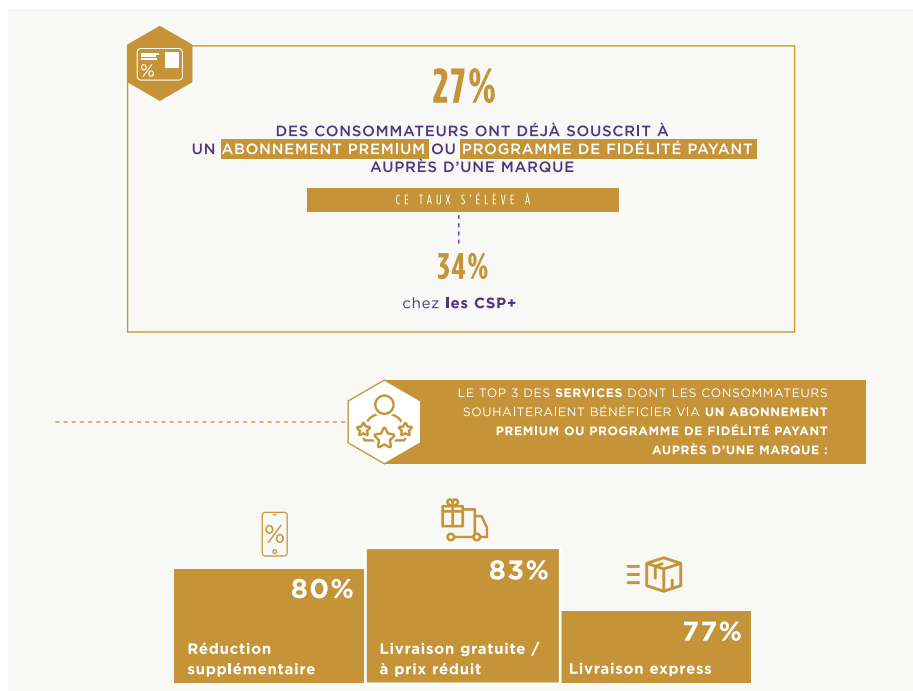 %
27%
DES CONSOMMATEURS ONT DÉJÀ SOUSCRIT À
UN ABONNEMENT PREMIUM OU PROGRAMME DE FIDÉLITÉ PAYANT
AUPRÈS D'UNE MARQUE
CE TAUX S'ÉLÈVE À
34%
chez les CSP+
LE TOP 3 DES SERVICES DONT LES CONSOMMATEURS
SOUHAITERAIENT BÉNÉFICIER VIA UN ABONNEMENT
PREMIUM OU PROGRAMME DE FIDÉLITÉ PAYANT
AUPRÈS D'UNE MARQUE :
%
80%
Réduction
supplémentaire
83%
Livraison gratuite /
à prix réduit
77%
Livraison express